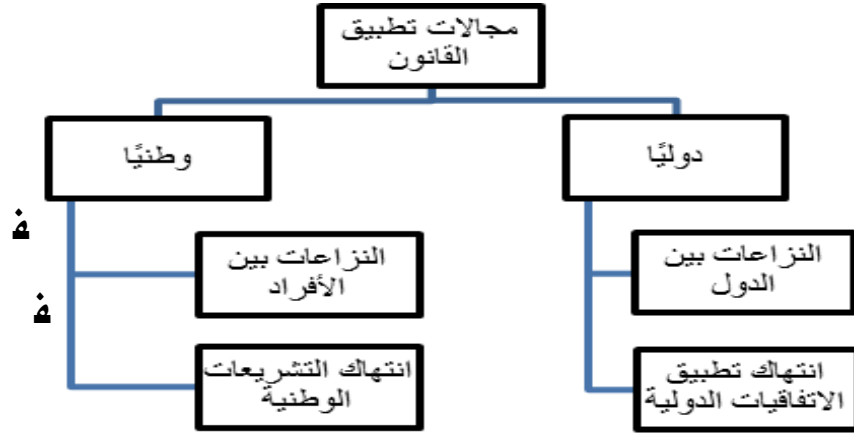 مجالات تطبيق
القانون
دوليًا
وطنيًا
النزاعات بين
الدول
النزاعات بين
الأفراد
انتهاك تطبيق
الاتفاقيات الدولية
انتهاك التشريعات
الوطنية
ف
ف